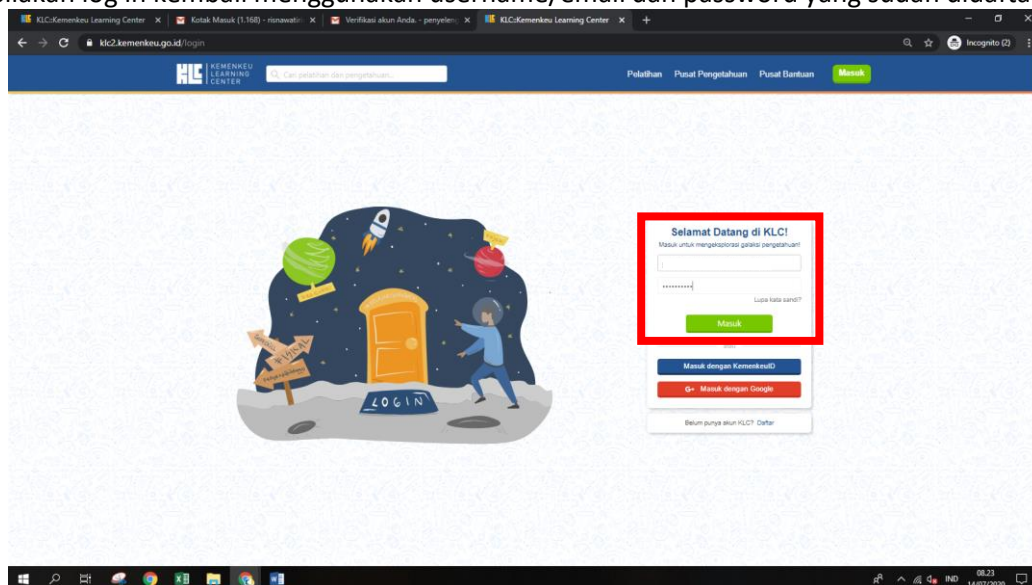 log in kembali menggunakan username/email dan password yang sudah
KLC:Kemenkeu Learning Center
Kotak Masuk (1.168) - risnawatin
Verifikasi akun Anda. - penyeleng
KLC:Kemenkeu Learning Center
klc2.kemenkeu.go.id/login
Incognito (2)
KLC
KEMENKEU
LEARNING
CENTER
Cari pelatihan dan pengetahuan...
Pelatihan
Pusat Pengetahuan
Pusat Bantuan
Masuk
Selamat Datang di KLC!
Masuk untuk mengeksplorasi galaksi pengetahuan!
Lupa kata sandi?
Masuk
Masuk dengan KemenkeuID
G+ Masuk dengan Google
Belum punya akun KLC? Daftar
LOGIN
IND
08.23
14/07/2020